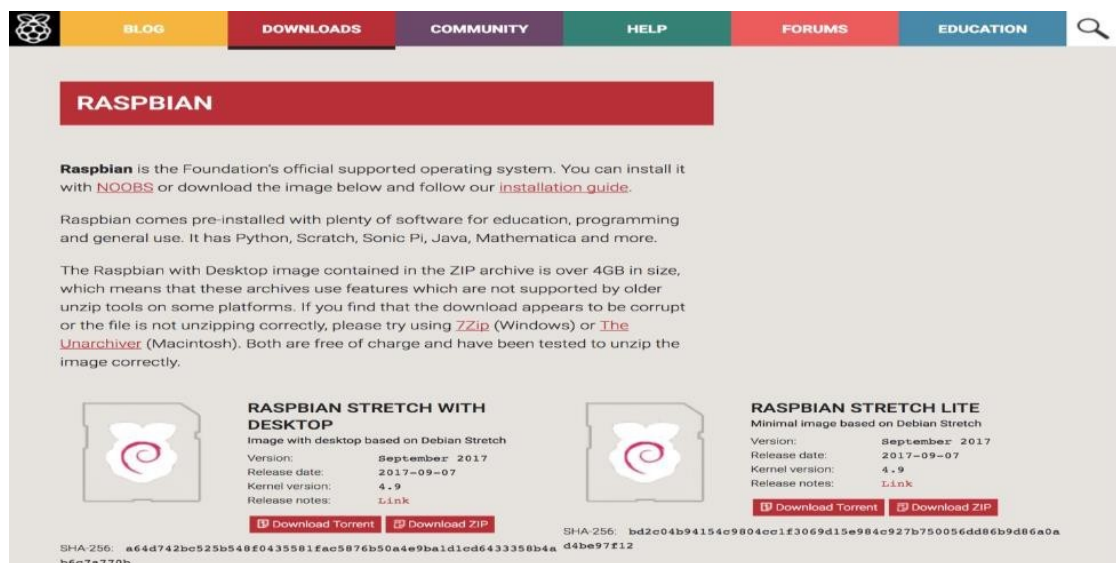 BLOG DOWNLOADS COMMUNITY HELP FORUMS EDUCATION
RASPBIAN
Raspbian is the Foundation's official supported operating system. You can install it
with NOOBS or download the image below and follow our installation guide.
Raspbian comes pre-installed with plenty of software for education, programming
and general use. It has Python, Scratch, Sonic Pi, Java, Mathematica and more.
The Raspbian with Desktop image contained in the ZIP archive is over 4GB in size,
which means that these archives use features which are not supported by older
unzip tools on some platforms. If you find that the download appears to be corrupt
or the file is not unzipping correctly, please try using 7Zip (Windows) or The
Unarchiver (Macintosh). Both are free of charge and have been tested to unzip the
image correctly.
RASPBIAN STRETCH WITH
DESKTOP
Image with desktop based on Debian Stretch
Version: September 2017
Release date: 2017-09-07
Kernel version: 4.9
Release notes: Link
Download Torrent Download ZIP
SHA-256: a64d742bc525b548f0435581fac5876b50a4e9ba1d1cd6433358b4a
RASPBIAN STRETCH LITE
Minimal image based on Debian Stretch
Version: September 2017
Release date: 2017-09-07
Kernel version: 4.9
Release notes: Link
Download Torrent Download ZIP
SHA-256: bd2c04b94154c9804cc1f3069d15e984c927b750056dd86b9d86a0a
d4be97f12